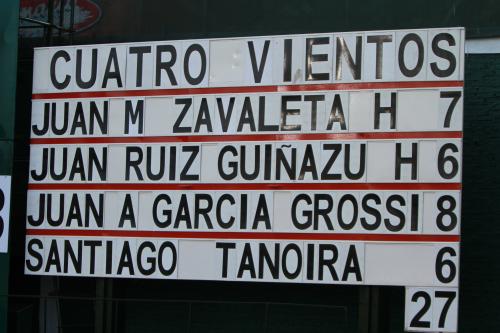 CUATRO VIENTOS
JUAN M ZAVALETA H 7
JUAN RUIZ GUIÑAZU H 6
JUAN A GARCIA GROSSI 8
SANTIAGO TANOIRA 6
27